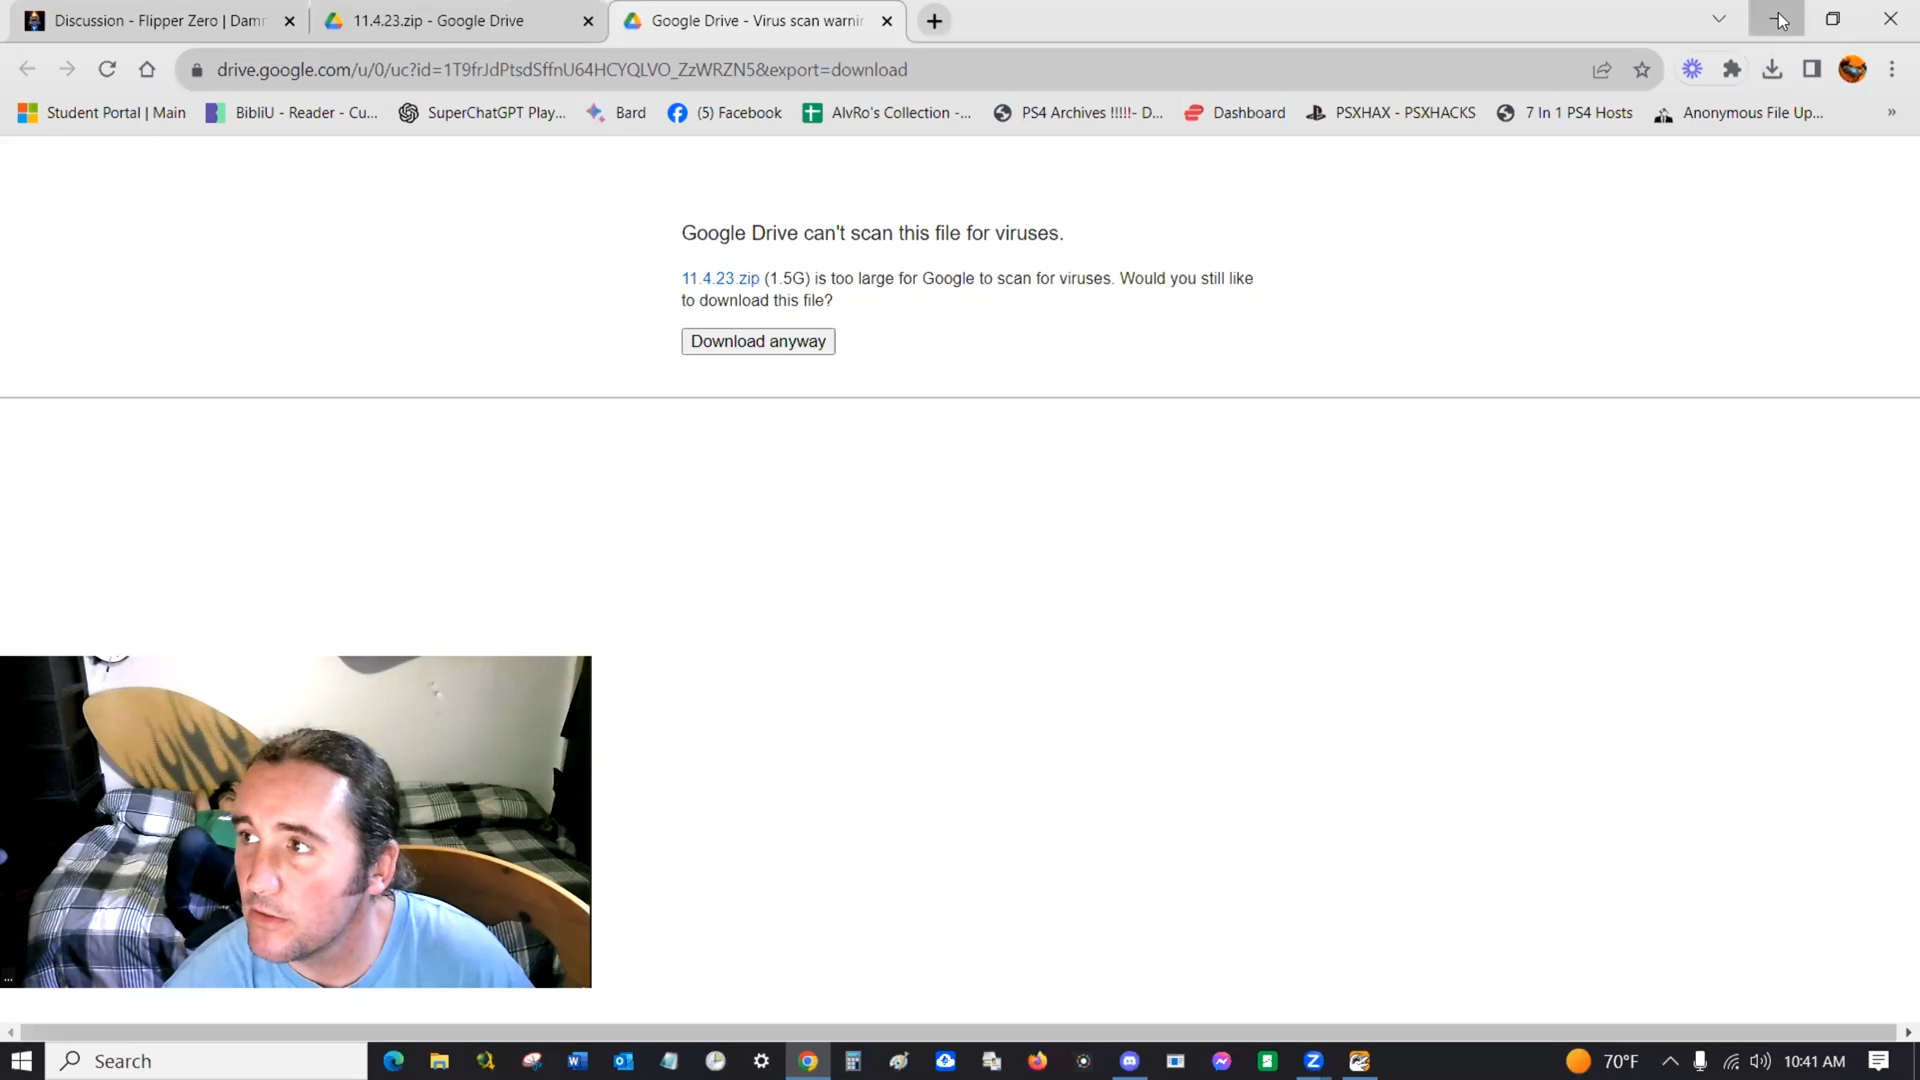 Discussion - Flipper Zero | Damn
11.4.23.zip - Google Drive
Google Drive - Virus scan warnin
drive.google.com/u/0/uc?id=1T9frJdPtsdSffnU64HCYQLVO_ZzWRZN5&export=download
Student Portal | Main
BibliU - Reader - Cu...
SuperChatGPT Play...
Bard
(5) Facebook
AlvRo's Collection -...
PS4 Archives !!!!!- D...
Dashboard
PSXHAX - PSXHACKS
7 In 1 PS4 Hosts
Anonymous File Up...
»
Google Drive can't scan this file for viruses.
11.4.23.zip (1.5G) is too large for Google to scan for viruses. Would you still like
to download this file?
Download anyway
...
Search
70°F
10:41 AM